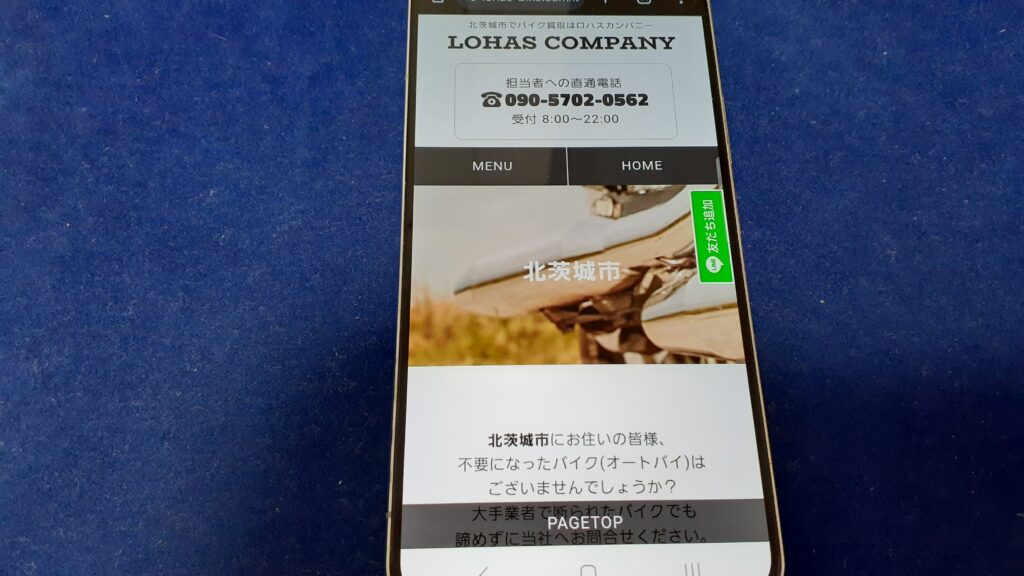 北茨城市でバイク買取はロハスカンパニー
LOHAS COMPANY
担当者への直通電話
☎090-5702-0562
受付 8:00～22:00
MENU
HOME
LINE 友だち追加
北茨城市
北茨城市にお住いの皆様、
不要になったバイク(オートバイ)は
ございませんでしょうか？
大手業者で断られたバイクでも
PAGETOP
諦めずに当社へお問合せください。